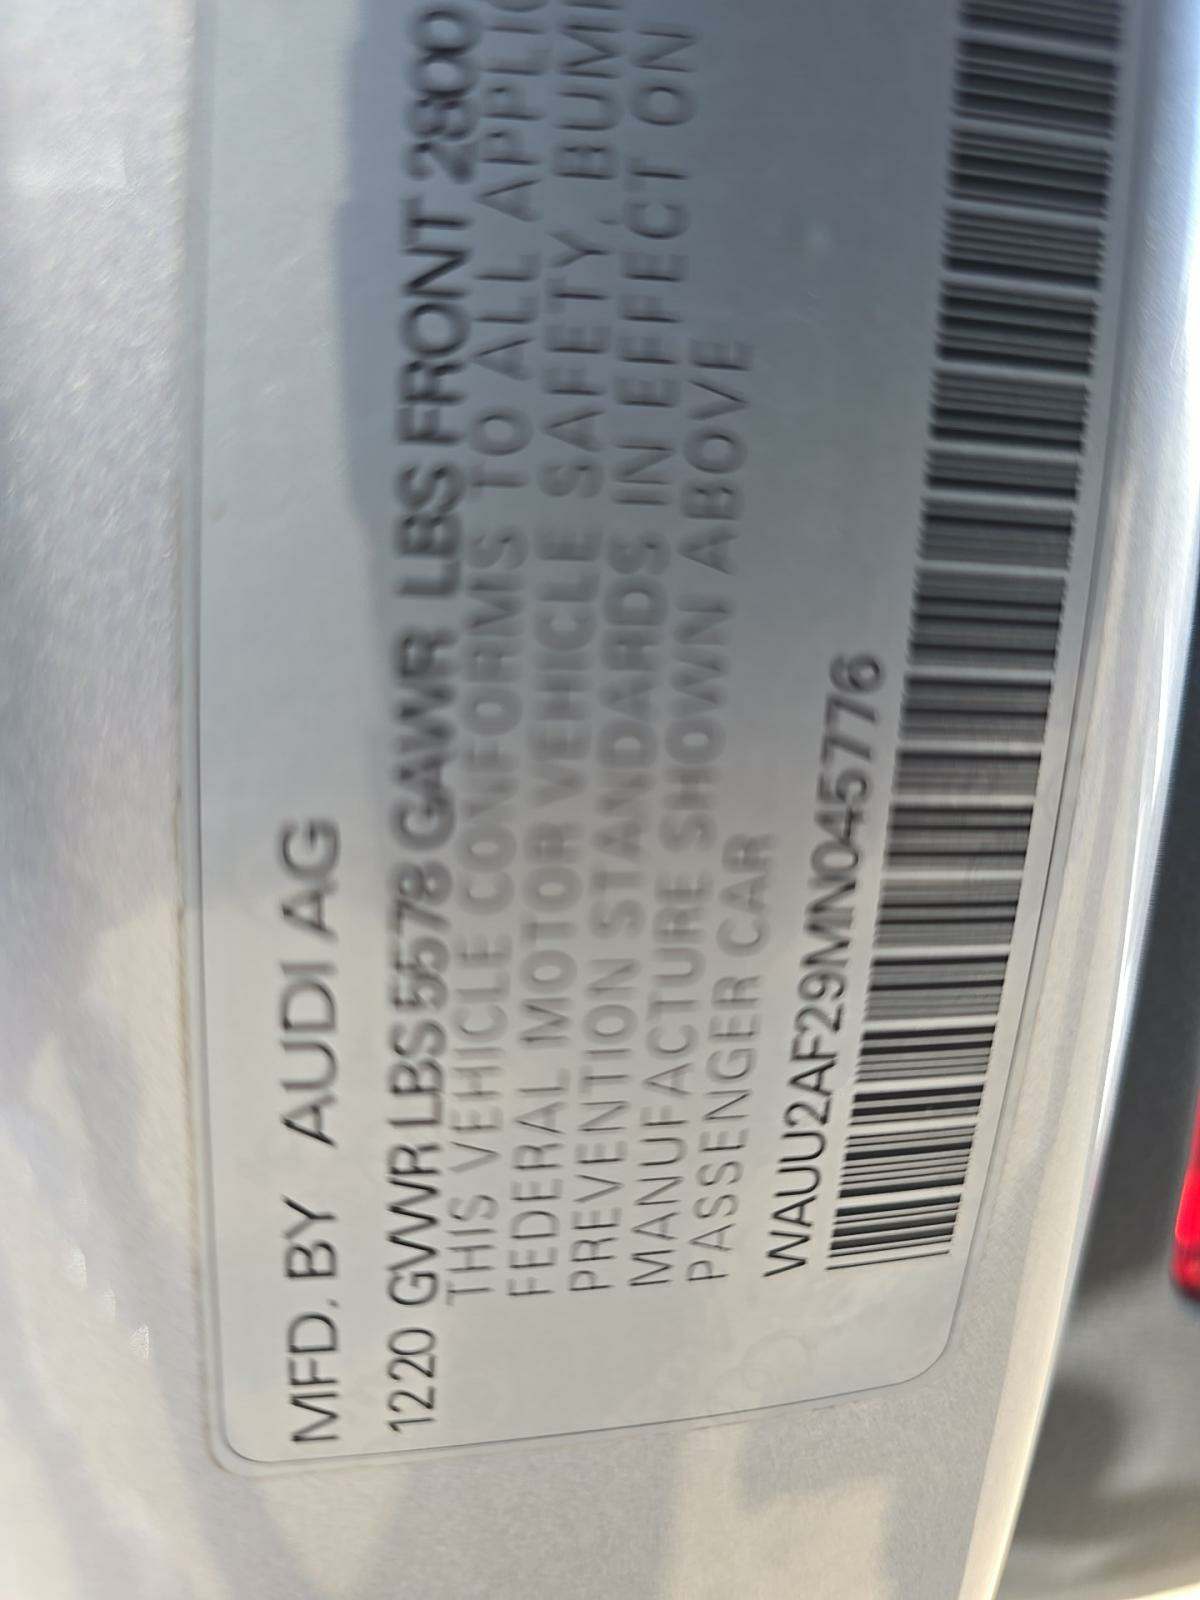 MFD. BY AUDI AG
1220 GVWR LBS 5578 GAWR LBS FRONT 2800
THIS VEHICLE CONFORMS TO ALL APPLIC
FEDERAL MOTOR VEHICLE SAFETY, BUMP
PREVENTION STANDARDS IN EFFECT ON
MANUFACTURE SHOWN ABOVE
PASSENGER CAR
WAUU2AF29MN045776